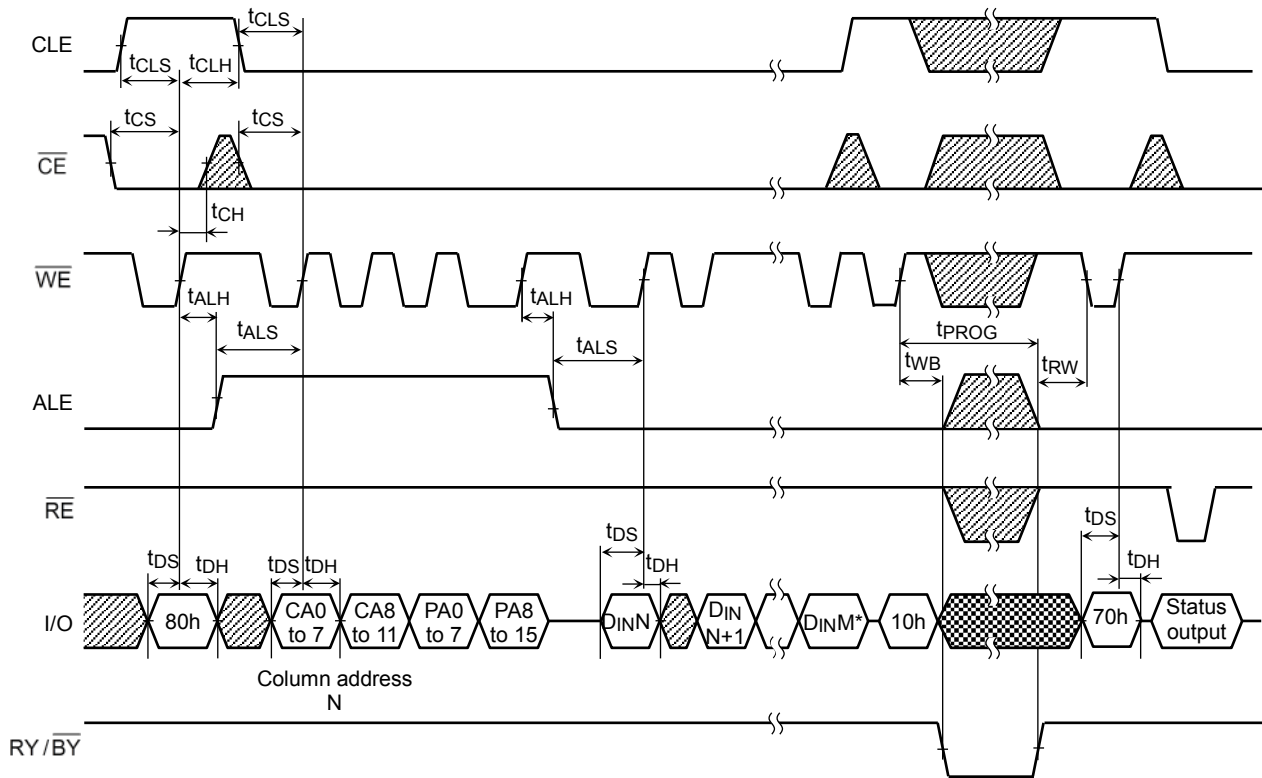 tCLS
CLE
tCLS tCLH
tCS tCS
CE
tCH
WE
tALH tALH
tALS tPROG
tALS tWB tRW
ALE
RE
tDS tDS
tDS tDH tDS tDH tDH tDH
I/O
80h
CA0
to 7
CA8
to 11
PA0
to 7
PA8
to 15
DINN
DIN
N+1
DINM*
10h
70h
Status
output
Column address
N
RY / BY